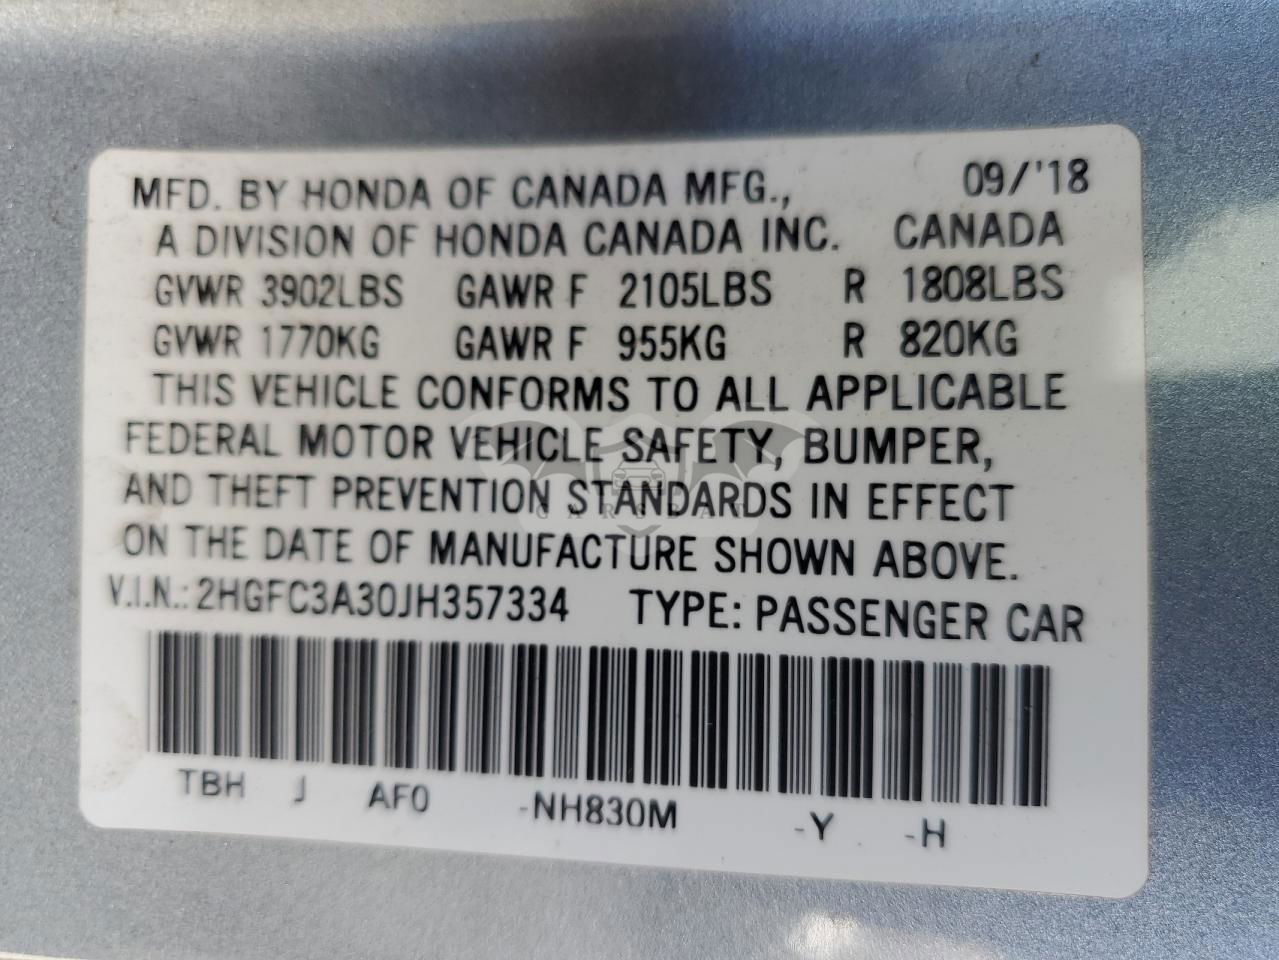 MFD. BY HONDA OF CANADA MFG., 09/'18
A DIVISION OF HONDA CANADA INC. CANADA
GVWR 3902LBS GAWR F 2105LBS R 1808LBS
GVWR 1770KG GAWR F 955KG R 820KG
THIS VEHICLE CONFORMS TO ALL APPLICABLE
FEDERAL MOTOR VEHICLE SAFETY, BUMPER,
AND THEFT PREVENTION STANDARDS IN EFFECT
CARSBAT
ON THE DATE OF MANUFACTURE SHOWN ABOVE.
V.I.N.: 2HGFC3A30JH357334 TYPE: PASSENGER CAR
TBH J AF0 -NH830M -Y -H